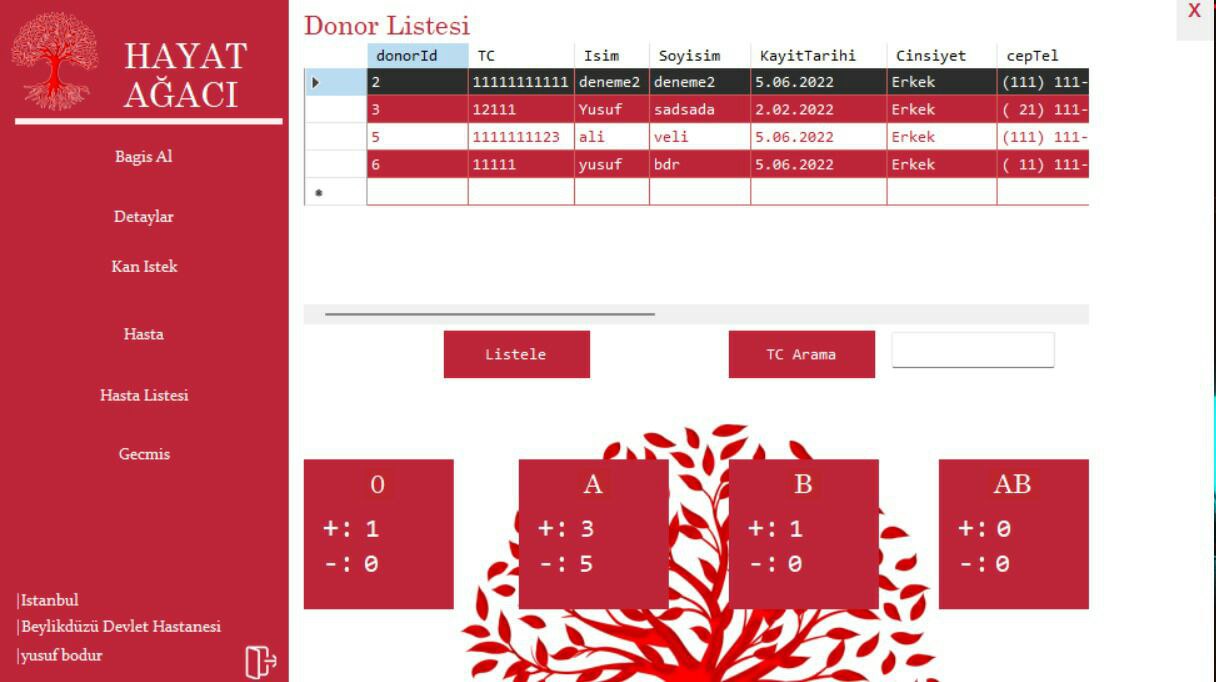 X
HAYAT
AĞACI
Bagis Al
Detaylar
Kan Istek
Hasta
Hasta Listesi
Gecmis
|Istanbul
|Beylikdüzü Devlet Hastanesi
|yusuf bodur
Donor Listesi
donorId TC Isim Soyisim KayitTarihi Cinsiyet cepTel
2 11111111111 deneme2 deneme2 5.06.2022 Erkek (111) 111-
3 12111 Yusuf sadsada 2.02.2022 Erkek ( 21) 111-
5 1111111123 ali veli 5.06.2022 Erkek (111) 111-
6 11111 yusuf bdr 5.06.2022 Erkek ( 11) 111-
Listele TC Arama
0
+: 1
-: 0
A
+: 3
-: 5
B
+: 1
-: 0
AB
+: 0
-: 0